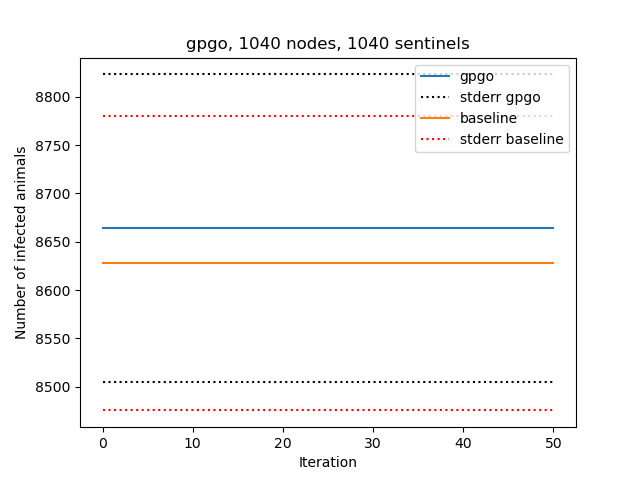 gpgo, 1040 nodes, 1040 sentinels
Number of infected animals
8800
8750
8700
8650
8600
8550
8500
gpgo
stderr gpgo
baseline
stderr baseline
0 10 20 30 40 50
Iteration